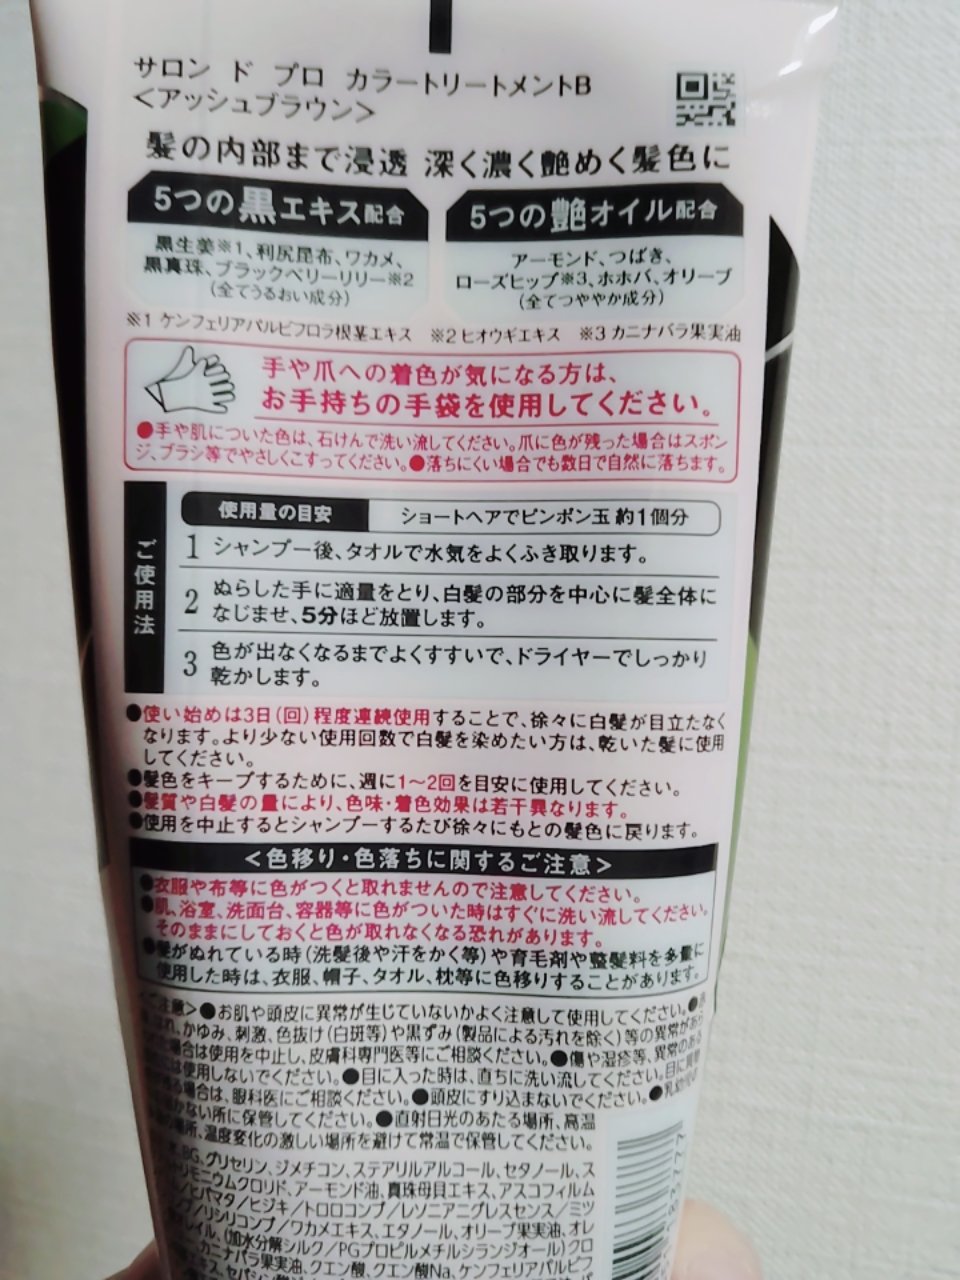 サロン ド プロ カラートリートメントB
＜アッシュブラウン＞
髪の内部まで浸透 深く濃く艶めく髪色に
5つの黒エキス配合
黒生姜※1、利尻昆布、ワカメ、
黒真珠、ブラックベリーリリー※2
（全てうるおい成分）
5つの艶オイル配合
アーモンド、つばき、
ローズヒップ※3、ホホバ、オリーブ
（全てつややか成分）
※1 ケンフェリアパルビフロラ根茎エキス ※2 ヒオウギエキス ※3 カニナバラ果実油
手や爪への着色が気になる方は、
お手持ちの手袋を使用してください。
●手や肌についた色は、石けんで洗い流してください。爪に色が残った場合はスポン
ジ、ブラシ等でやさしくこすってください。●落ちにくい場合でも数日で自然に落ちます。
ご使用法
使用量の目安 ショートヘアでピンポン玉 約1個分
1 シャンプー後、タオルで水気をよくふき取ります。
2 ぬらした手に適量をとり、白髪の部分を中心に髪全体に
なじませ、5分ほど放置します。
3 色が出なくなるまでよくすすいで、ドライヤーでしっかり
乾かします。
●使い始めは3日（回）程度連続使用することで、徐々に白髪が目立たなく
なります。より少ない使用回数で白髪を染めたい方は、乾いた髪に使用
してください。
●髪色をキープするために、週に1〜2回を目安に使用してください。
●髪質や白髪の量により、色味・着色効果は若干異なります。
●使用を中止するとシャンプーするたび徐々にもとの髪色に戻ります。
＜色移り・色落ちに関するご注意＞
●衣服や布等に色がつくと取れませんので注意してください。
●肌、浴室、洗面台、容器等に色がついた時はすぐに洗い流してください。
そのままにしておくと色が取れなくなる恐れがあります。
●髪がぬれている時（洗髪後や汗をかく等）や育毛剤や整髪料を多量に
使用した時は、衣服、帽子、タオル、枕等に色移りすることがあります。
ご注意＞●お肌や頭皮に異常が生じていないかよく注意して使用してください。●
かゆみ、刺激、色抜け（白斑等）や黒ずみ（製品による汚れを除く）等の異常が
場合は使用を中止し、皮膚科専門医等にご相談ください。●傷や湿疹等、異常のある
は使用しないでください。●目に入った時は、直ちに洗い流してください。目に
場合は、眼科医にご相談ください。●頭皮にすり込まないでください。●
ない所に保管してください。●直射日光のあたる場所、高温
場所、温度変化の激しい場所を避けて常温で保管してください。
BG、グリセリン、ジメチコン、ステアリルアルコール、セタノール、ス
トリモニウムクロリド、アーモンド油、真珠母貝エキス、アスコフィルム
ヒバマタ／ヒジキ／トロロコンブ／レソニアニグレスセンス／ミツ
リシリコンブ／ワカメエキス、エタノール、オリーブ果実油、オレ
（加水分解シルク／PGプロピルメチルシランジオール）クロ
カニナバラ果実油、クエン酸、クエン酸Na、ケンフェリアパルビフ